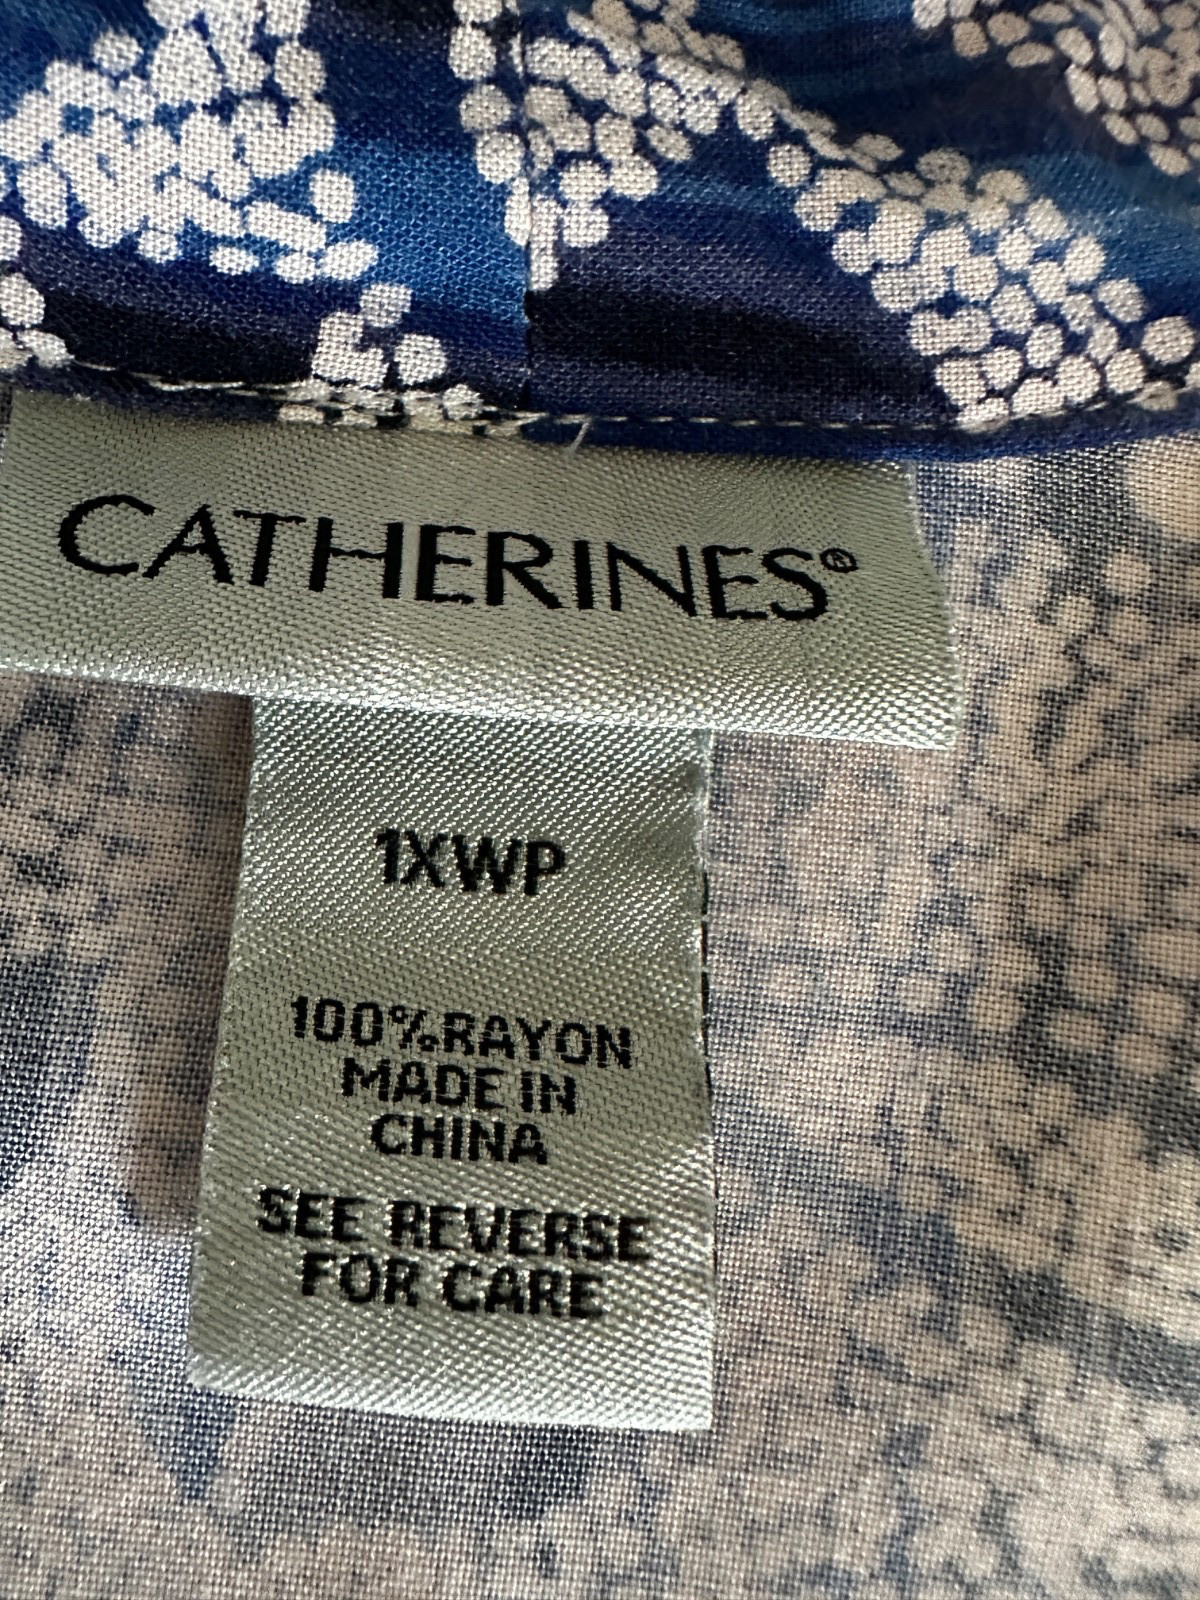 CATHERINES®
1XWP
100%RAYON
MADE IN
CHINA
SEE REVERSE
FOR CARE